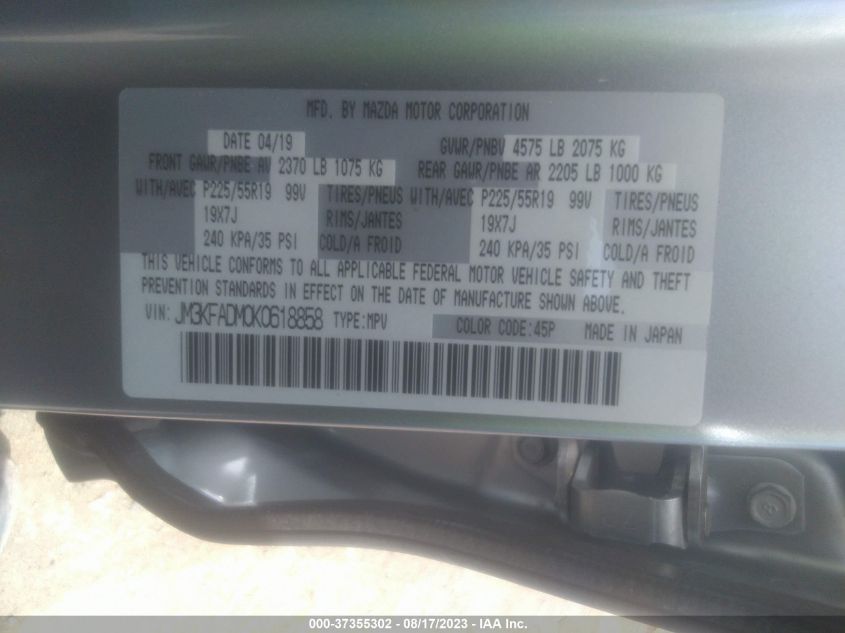 MFD. BY MAZDA MOTOR CORPORATION
DATE 04/19 GVWR/PNBV 4575 LB 2075 KG
FRONT GAWR/PNBE AV 2370 LB 1075 KG REAR GAWR/PNBE AR 2205 LB 1000 KG
WITH/AVEC P225/55R19 99V TIRES/PNEUS WITH/AVEC P225/55R19 99V TIRES/PNEUS
19X7J RIMS/JANTES 19X7J RIMS/JANTES
240 KPA/35 PSI COLD/A FROID 240 KPA/35 PSI COLD/A FROID
THIS VEHICLE CONFORMS TO ALL APPLICABLE FEDERAL MOTOR VEHICLE SAFETY AND THEFT
PREVENTION STANDARDS IN EFFECT ON THE DATE OF MANUFACTURE SHOWN ABOVE.
VIN: JM3KFADM0K0618858 TYPE:MPV COLOR CODE:45P MADE IN JAPAN
000-37355302 - 08/17/2023 - IAA Inc.